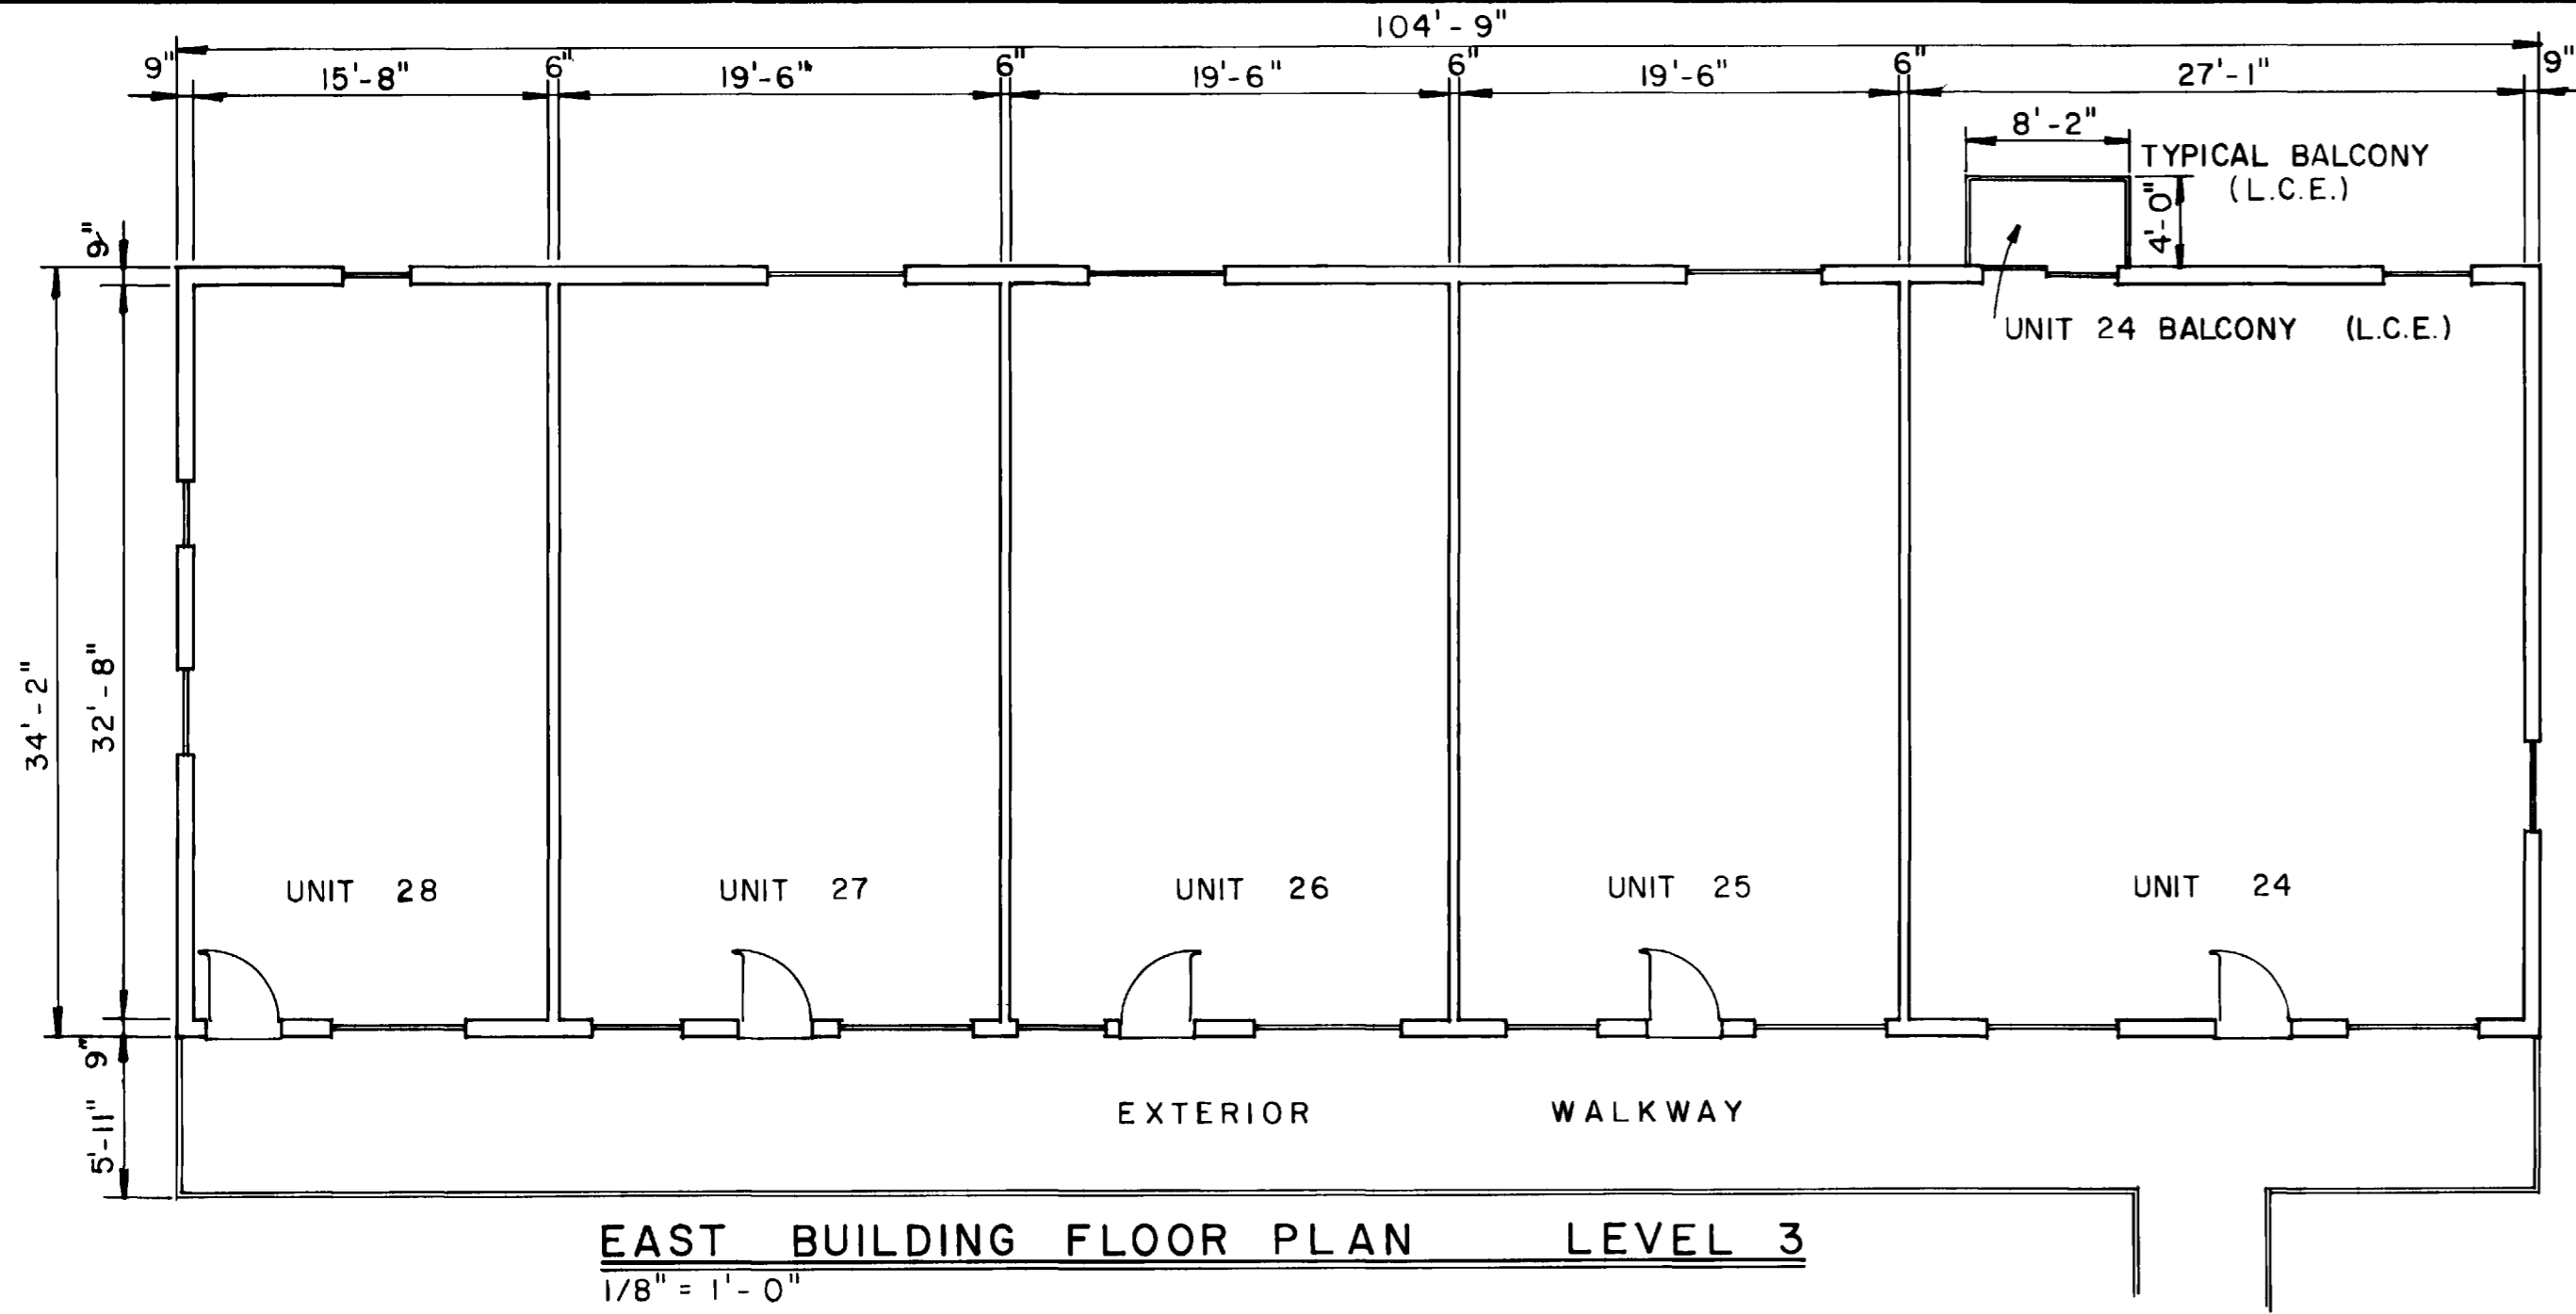 104'-9"
9" 15'-8" 6" 19'-6" 6" 19'-6" 6" 19'-6" 6" 27'-1" 9"
8'-2"
TYPICAL BALCONY
(L.C.E.)
4'-0"
9"
UNIT 24 BALCONY (L.C.E.)
34'-2"
32'-8"
UNIT 28 UNIT 27 UNIT 26 UNIT 25 UNIT 24
9"
5'-11"
EXTERIOR WALKWAY
EAST BUILDING FLOOR PLAN LEVEL 3
1/8" = 1'-0"